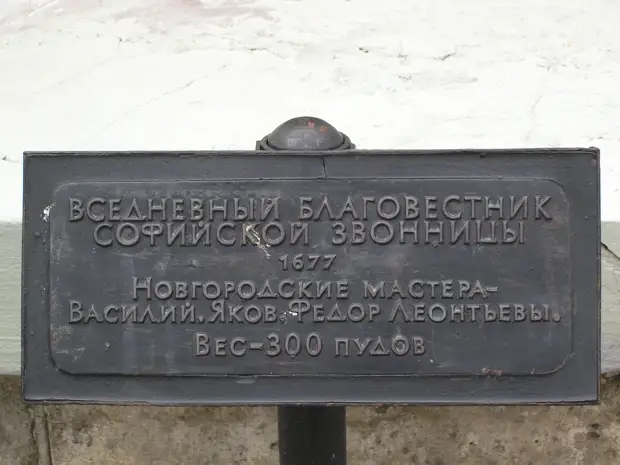 ВСЕДНЕВНЫЙ БЛАГОВЕСТНИК
СОФИЙСКОЙ ЗВОННИЦЫ
1677
НОВГОРОДСКИЕ МАСТЕРА-
ВАСИЛИЙ, ЯКОВ, ФЕДОР ЛЕОНТЬЕВЫ.
ВЕС-300 ПУДОВ